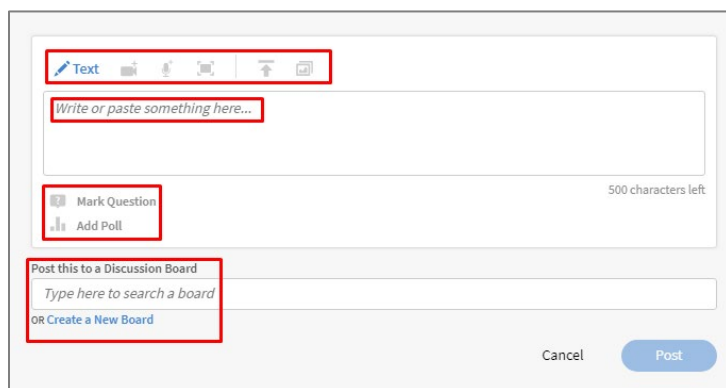 Text
Write or paste something here...
500 characters left
Mark Question
Add Poll
Post this to a Discussion Board
Type here to search a board
OR Create a New Board
Cancel Post